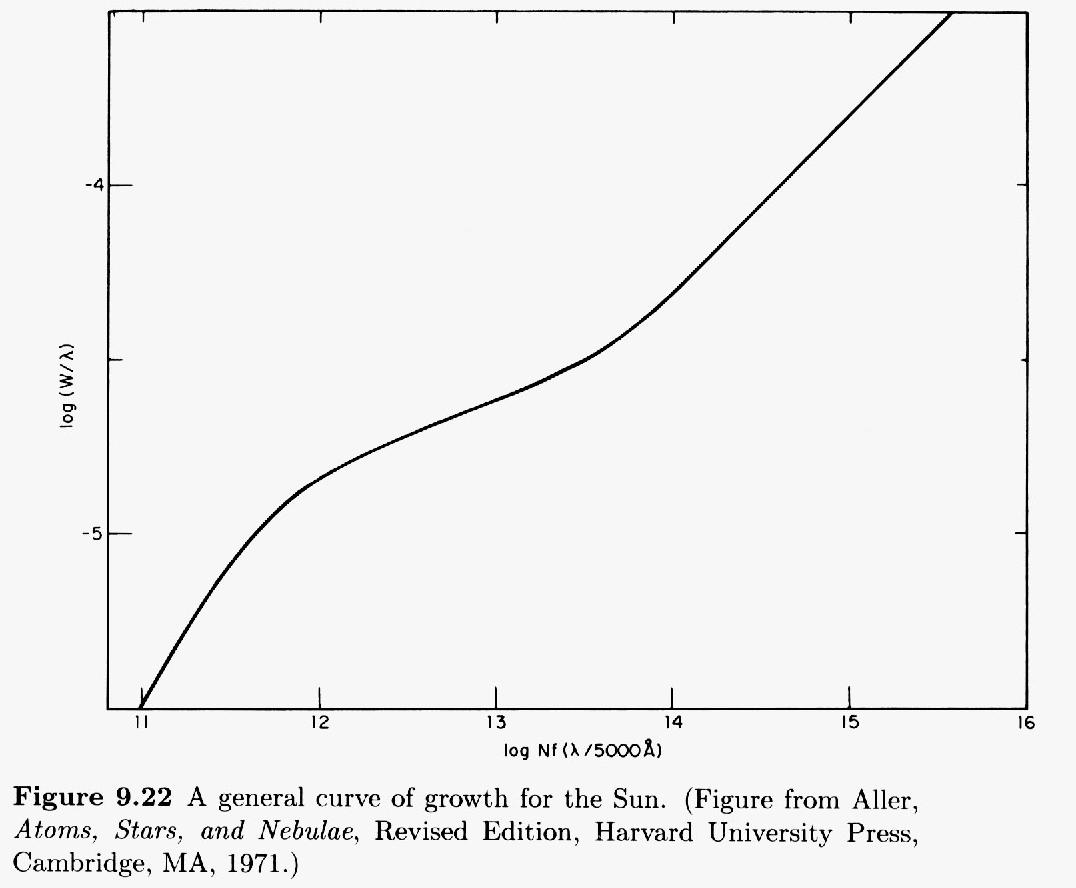 -4
-5
log (W/λ)
11 12 13 14 15 16
log Nf (λ/5000Å)
Figure 9.22 A general curve of growth for the Sun. (Figure from Aller,
Atoms, Stars, and Nebulae, Revised Edition, Harvard University Press,
Cambridge, MA, 1971.)